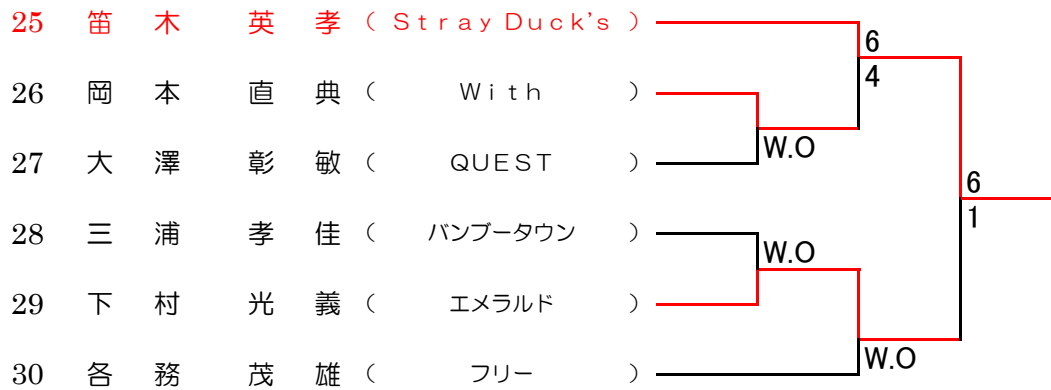 25 笛木 英孝 ( Stray Duck's ) 6
26 岡本 直典 ( With ) 4
W.O
27 大澤 彰敏 ( QUEST )
6
1
28 三浦 孝佳 ( バンブータウン )
W.O
29 下村 光義 ( エメラルド )
W.O
30 各務 茂雄 ( フリー )